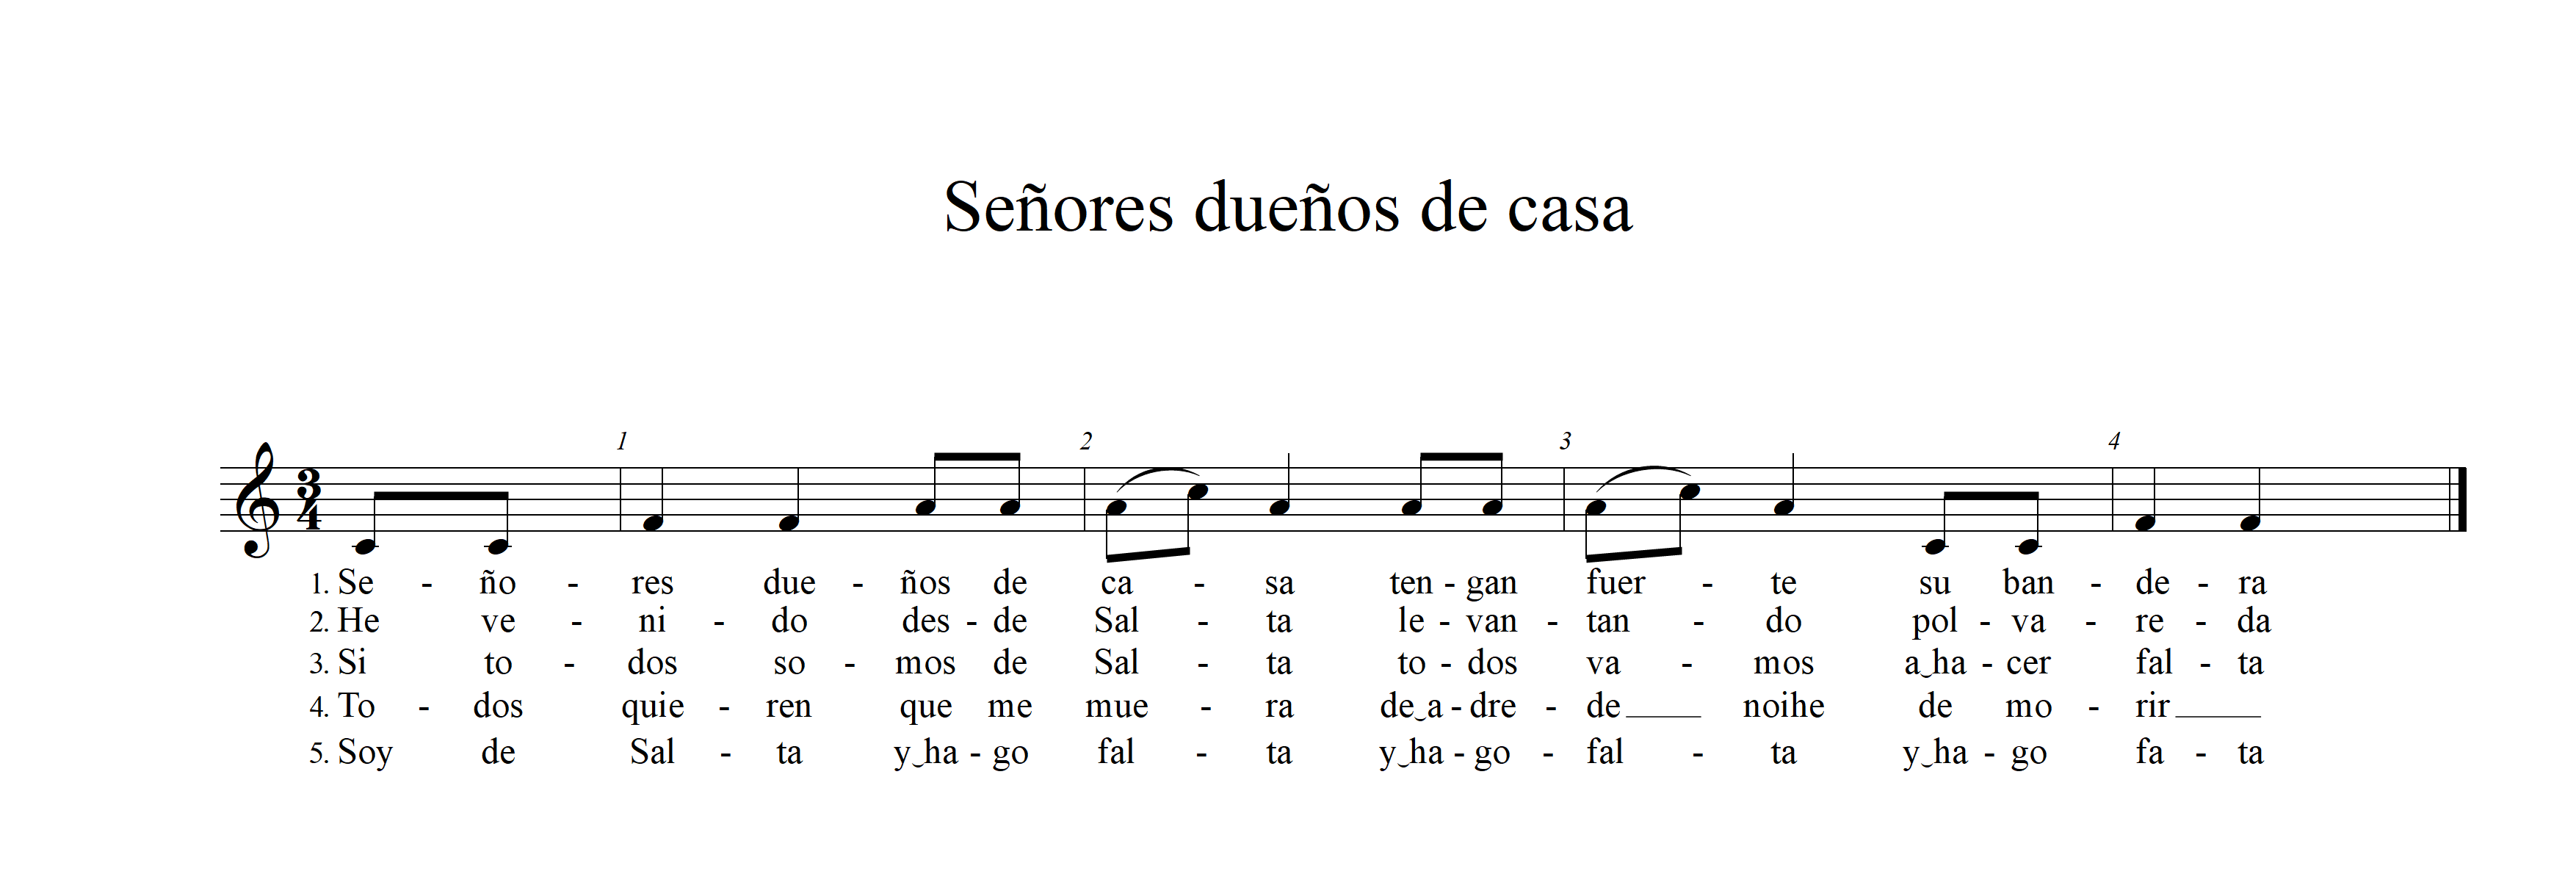 Señores dueños de casa
1 2 3 4
3
4
1. Se - ño - res due - ños de ca - sa ten - gan fuer - te su ban - de - ra
2. He ve - ni - do des - de Sal - ta le - van - tan - do pol - va - re - da
3. Si to - dos so - mos de Sal - ta to - dos va - mos a‿ha - cer fal - ta
4. To - dos quie - ren que me mue - ra de‿a - dre - de____ noihe de mo - rir____
5. Soy de Sal - ta y‿ha - go fal - ta y‿ha - go - fal - ta y‿ha - go fa - ta